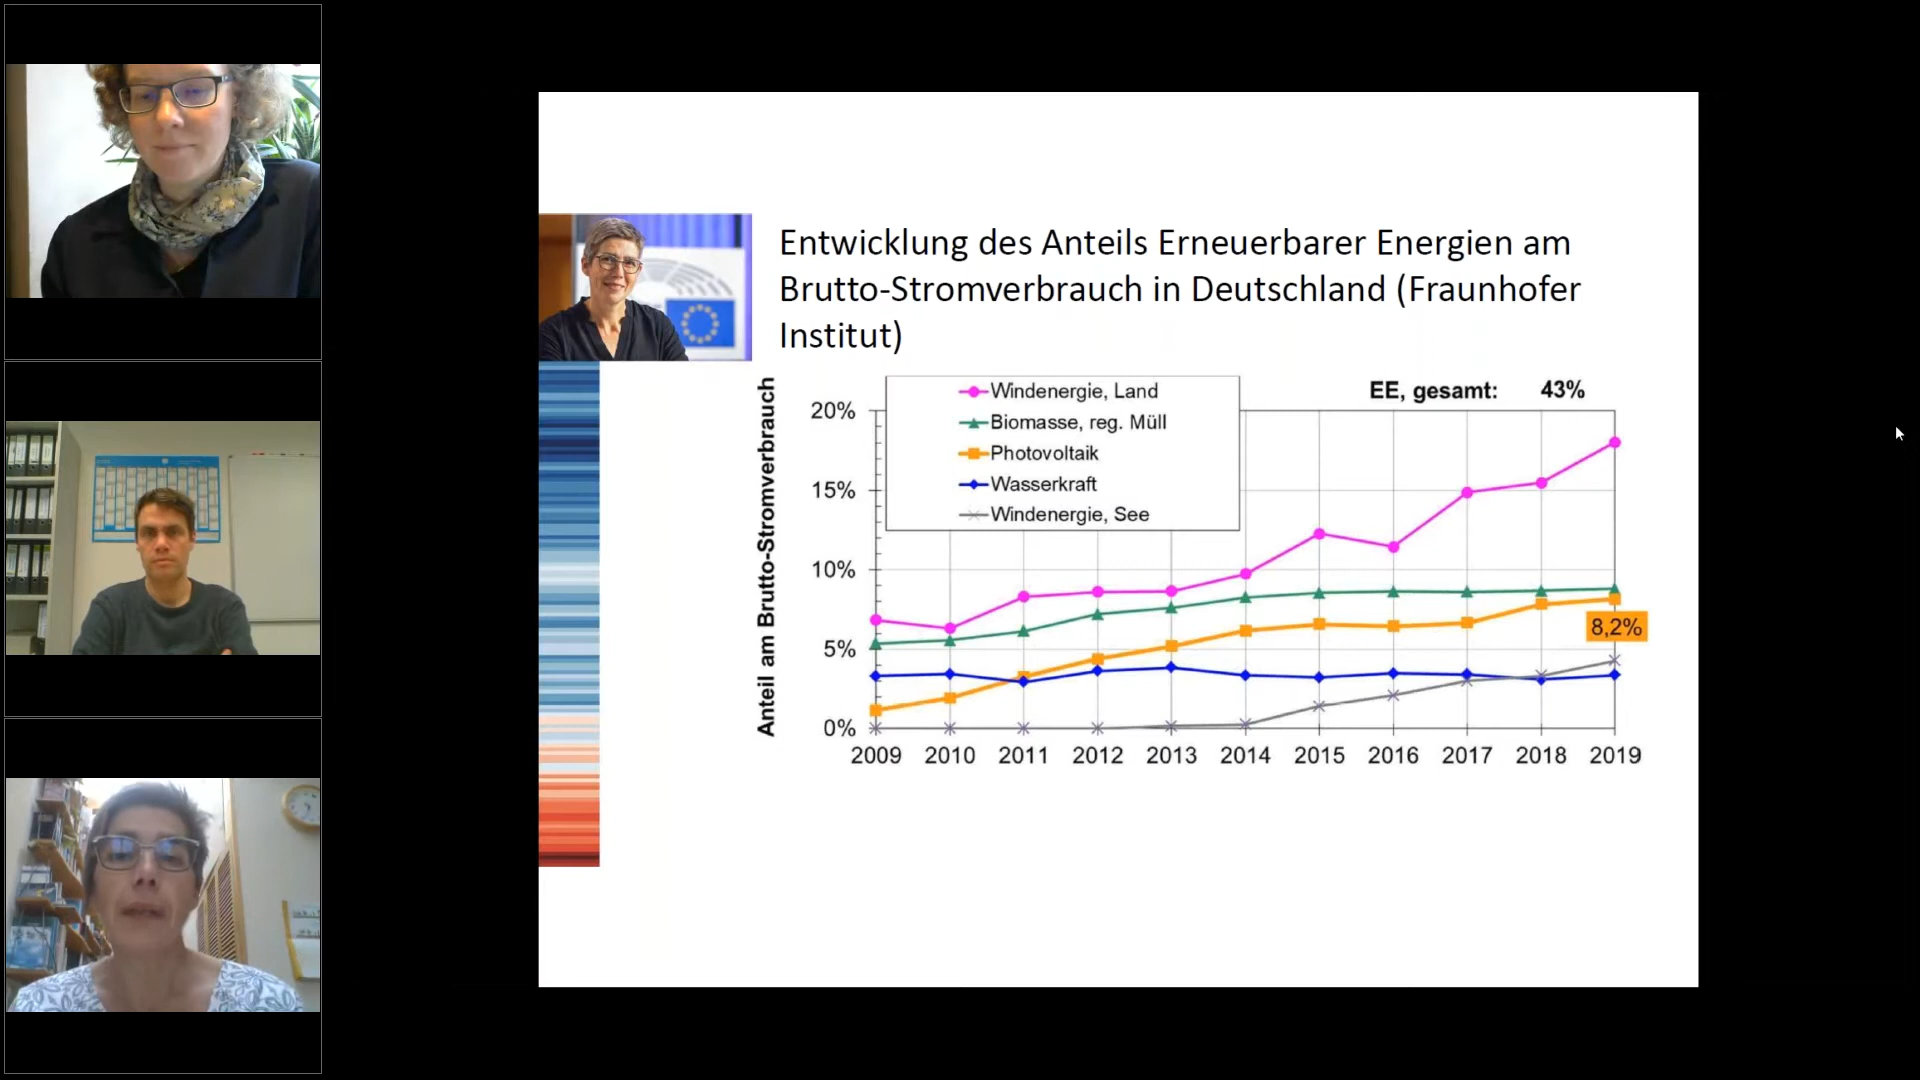 Entwicklung des Anteils Erneuerbarer Energien am
Brutto-Stromverbrauch in Deutschland (Fraunhofer
Institut)
Anteil am Brutto-Stromverbrauch
Windenergie, Land
Biomasse, reg. Müll
Photovoltaik
Wasserkraft
Windenergie, See
EE, gesamt: 43%
20%
15%
10%
5%
0%
8,2%
2009 2010 2011 2012 2013 2014 2015 2016 2017 2018 2019